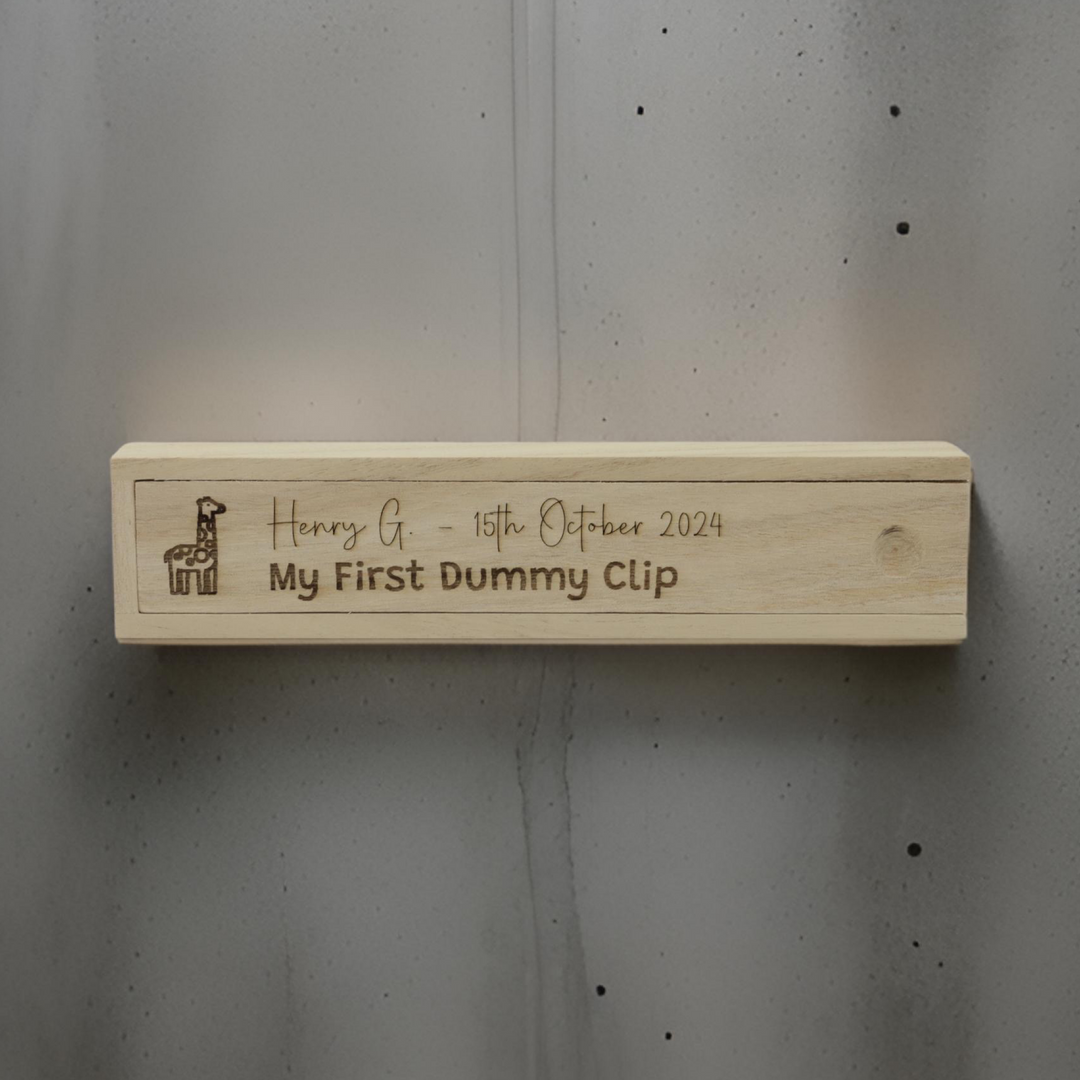 Henry G. - 15th October 2024
My First Dummy Clip